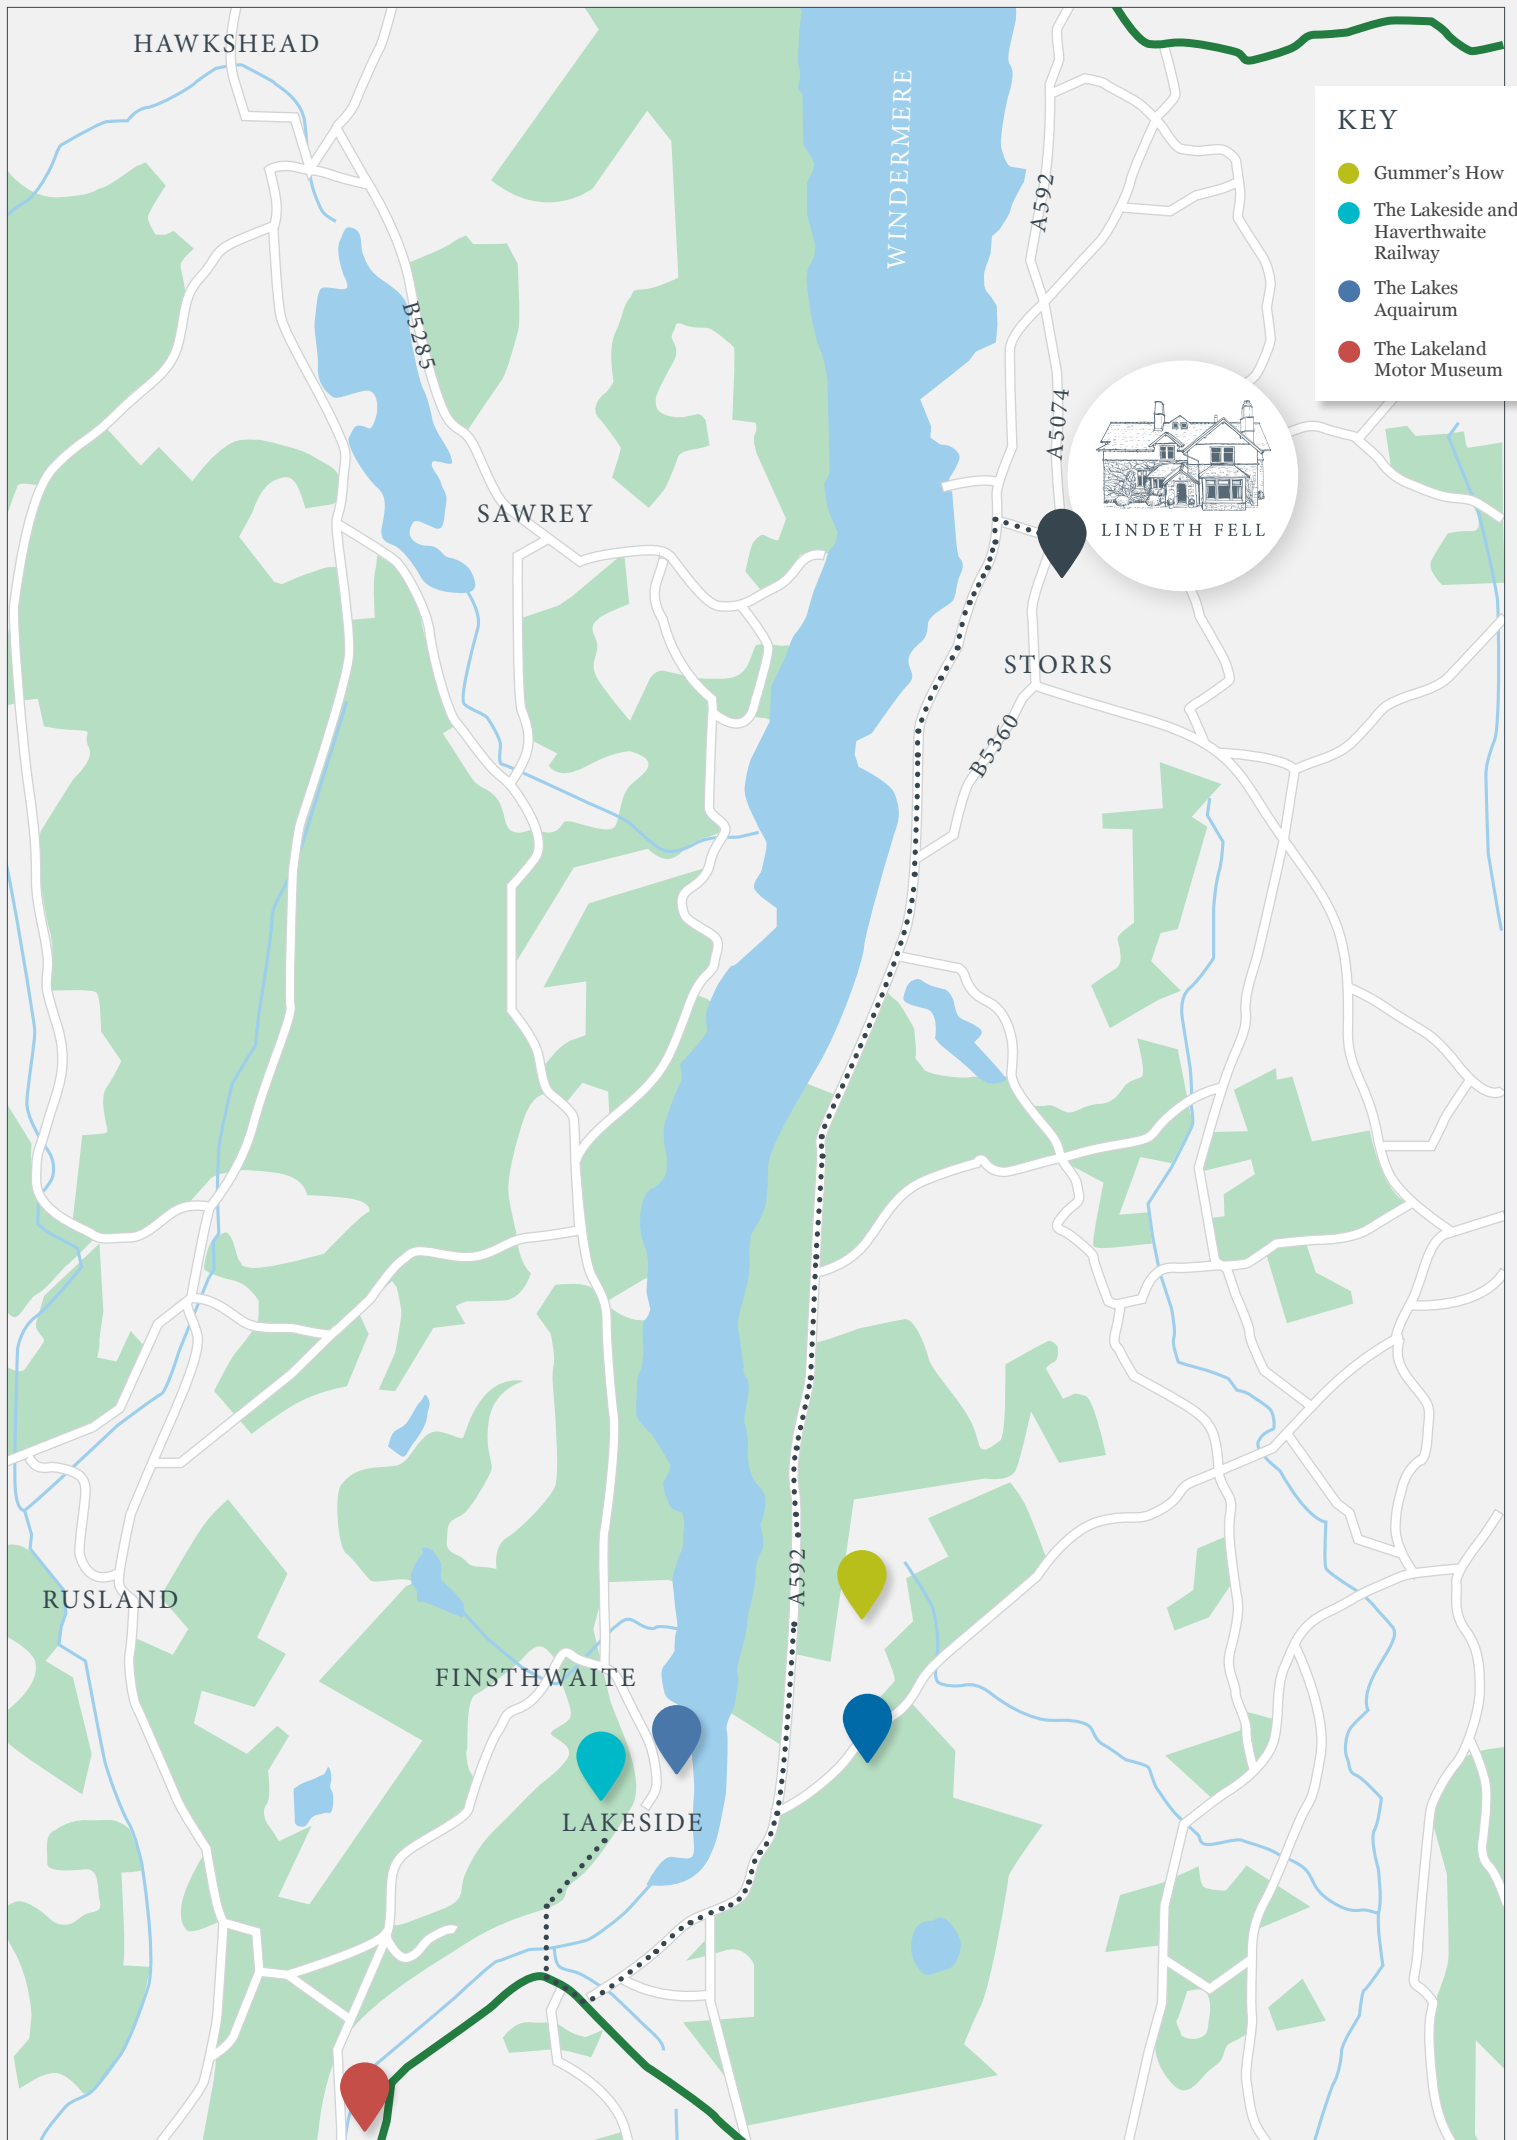 HAWKSHEAD
WINDERMERE
A592
KEY
Gummer's How
The Lakeside and
Haverthwaite
Railway
The Lakes
Aquairum
The Lakeland
Motor Museum
B5285
A5074
SAWREY
LINDETH FELL
STORRS
B5360
A592
RUSLAND
FINSTHWAITE
LAKESIDE